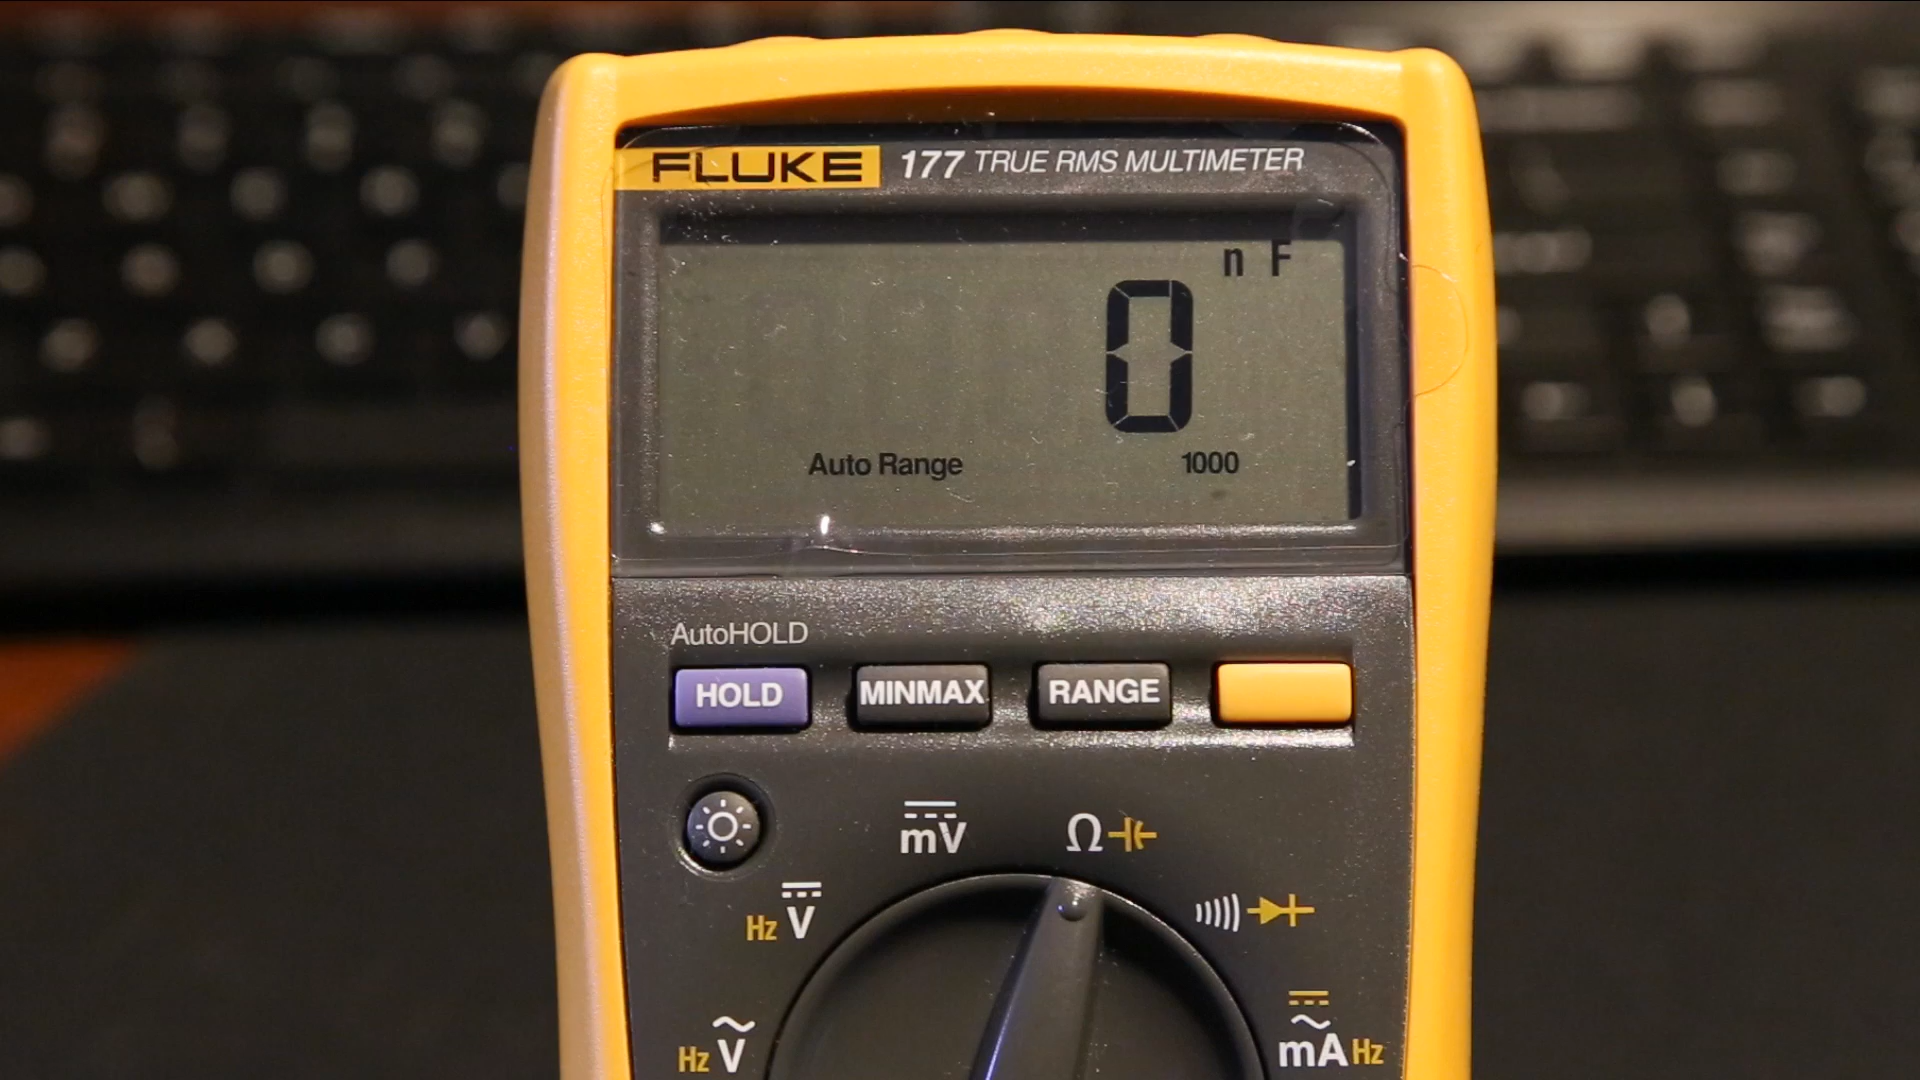 FLUKE 177 TRUE RMS MULTIMETER
n F
0
Auto Range 1000
AutoHOLD
HOLD MINMAX RANGE
mV Ω
Hz V
Hz V mA Hz